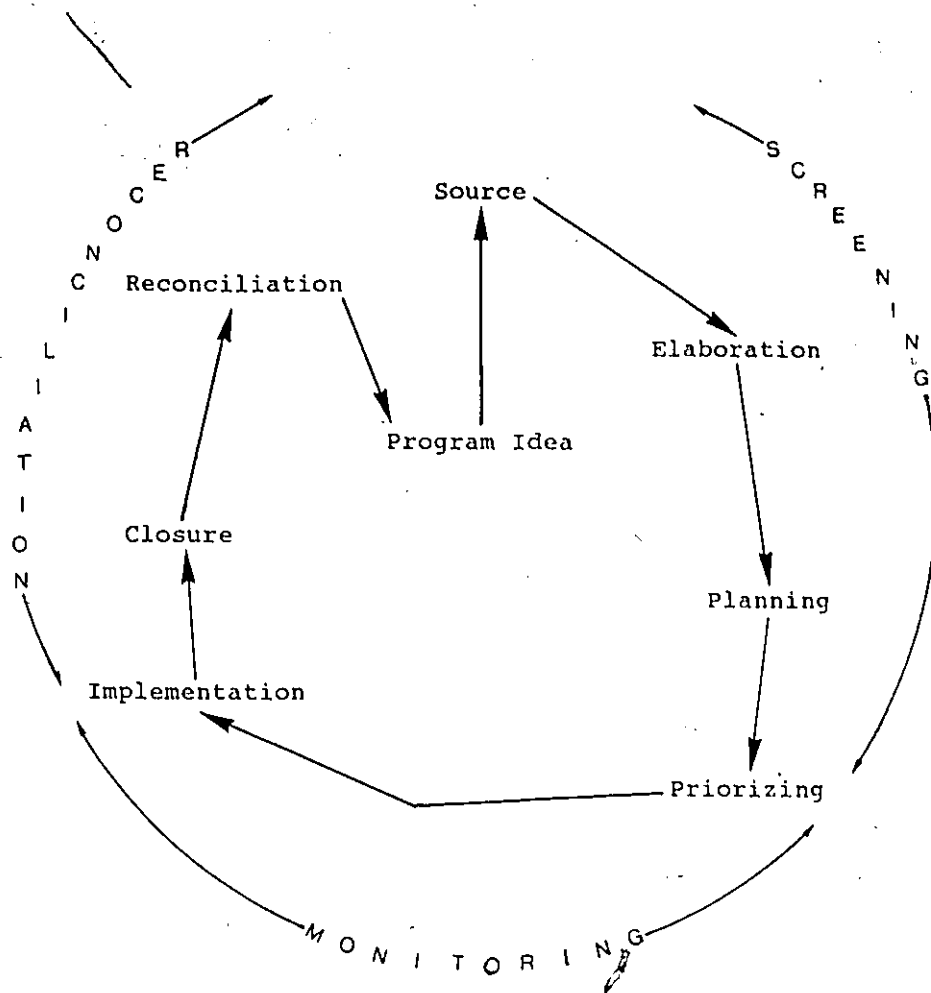 RECONCILIATION
SCREENING
Source
Reconciliation
Elaboration
Program Idea
Closure
Planning
Implementation
Priorizing
MONITORING